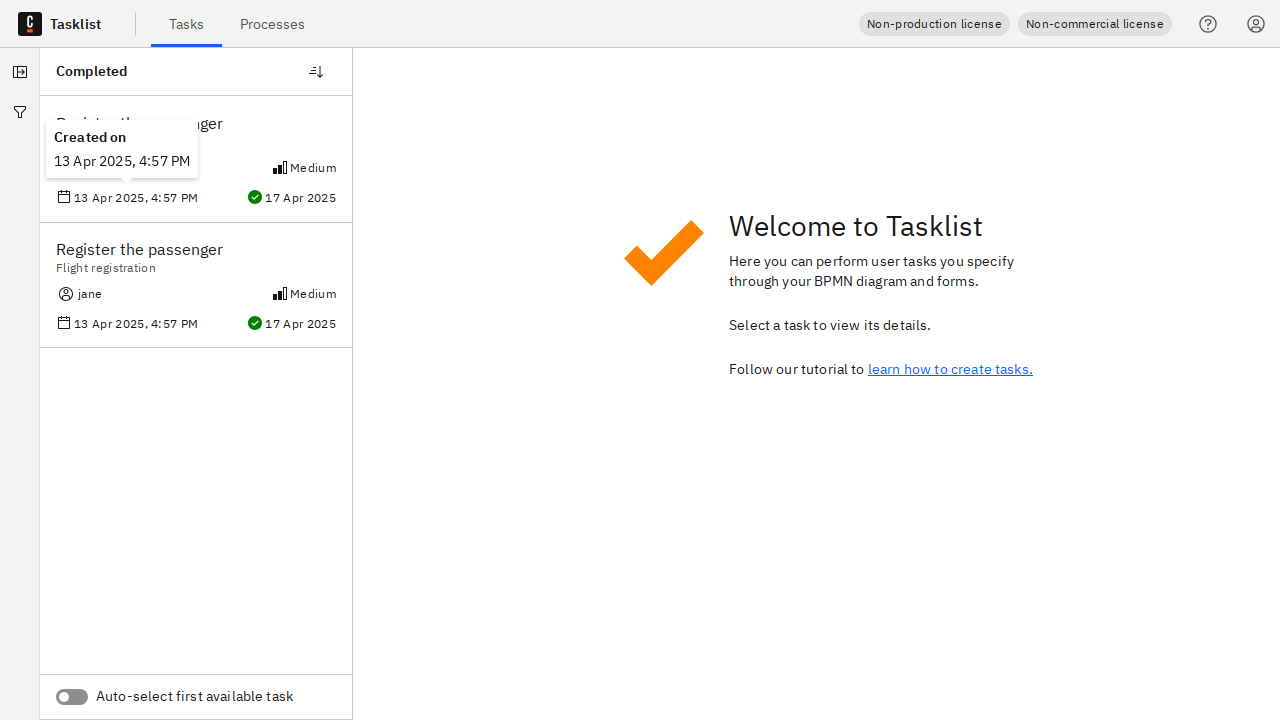 Tasklist
Tasks
Processes
Non-production license
Non-commercial license
Completed
Created on
13 Apr 2025, 4:57 PM
Medium
13 Apr 2025, 4:57 PM
17 Apr 2025
Register the passenger
Flight registration
jane
Medium
13 Apr 2025, 4:57 PM
17 Apr 2025
Auto-select first available task
Welcome to Tasklist
Here you can perform user tasks you specify
through your BPMN diagram and forms.
Select a task to view its details.
Follow our tutorial to learn how to create tasks.